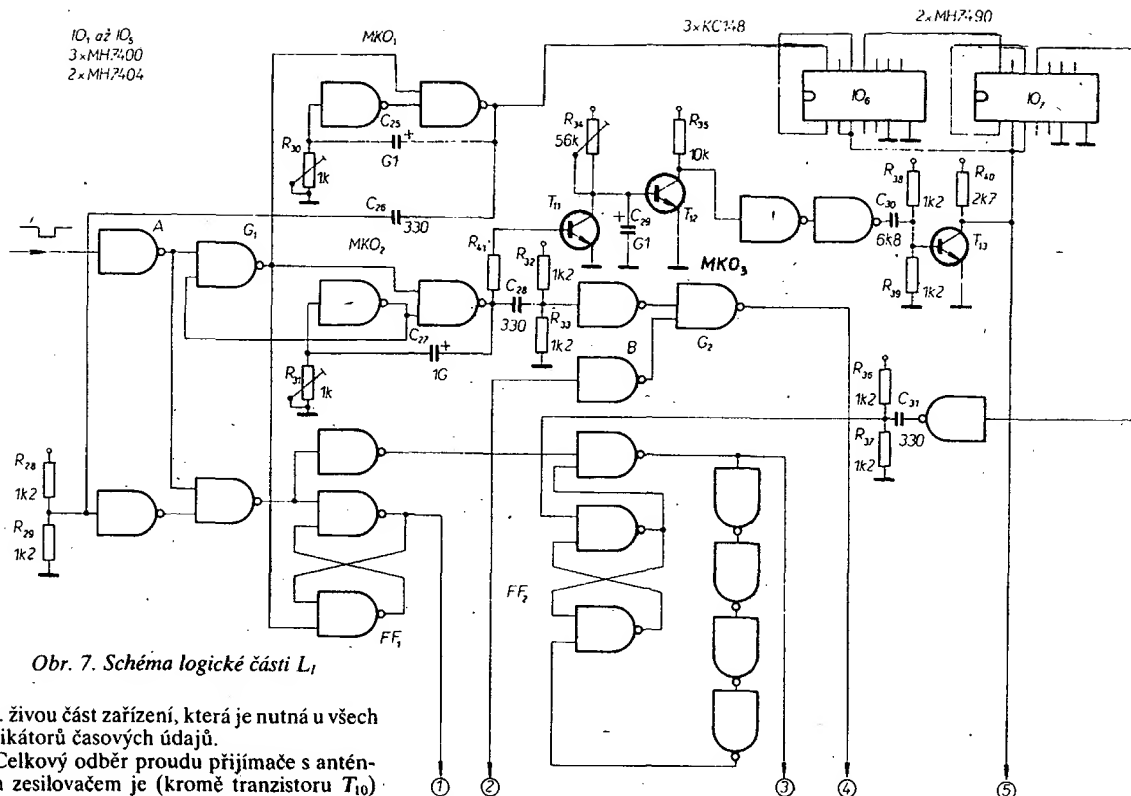 IO₁ až IO₅
3×MH7400
2×MH7404
MKO₁
3×KC148
2×MH7490
IO₆
IO₇
C₂₅
G1
R₃₀
1k
C₂₆
330
R₃₄
56k
R₃₅
10k
T₁₁
T₁₂
C₂₉
G1
C₃₀
6k8
R₃₈
1k2
R₄₀
2k7
T₁₃
R₃₉
1k2
A
G₁
MKO₂
R₄₁
R₃₂
1k2
C₂₈
330
R₃₃
1k2
MKO₃
G₂
B
C₂₇
1G
R₃₁
1k
R₃₆
1k2
C₃₁
330
R₃₇
1k2
R₂₈
1k2
R₂₉
1k2
FF₁
FF₂
Obr. 7. Schéma logické části L₁
. živou část zařízení, která je nutná u všech
ikátorů časových údajů.
Celkový odběr proudu přijímače s antén-
zesilovačem je (kromě tranzistoru T₁₀)
1
2
3
4
5